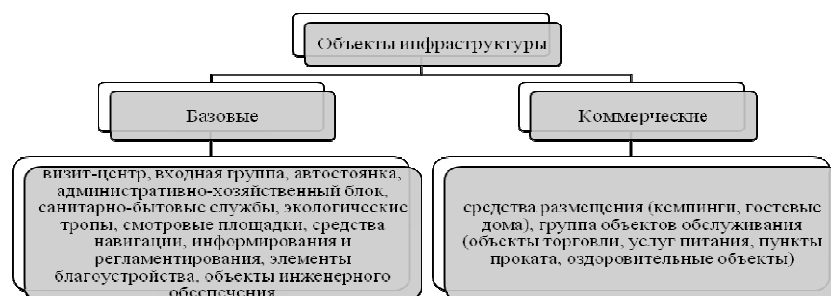 Объекты инфраструктуры
Базовые
Коммерческие
визит-центр, входная группа, автостоянка,
административно-хозяйственный блок,
санитарно-бытовые службы, экологические
тропы, смотровые площадки, средства
навигации, информирования и
регламентирования, элементы
благоустройства, объекты инженерного
обеспечения
средства размещения (кемпинги, гостевые
дома), группа объектов обслуживания
(объекты торговли, услуг питания, пункты
проката, оздоровительные объекты)